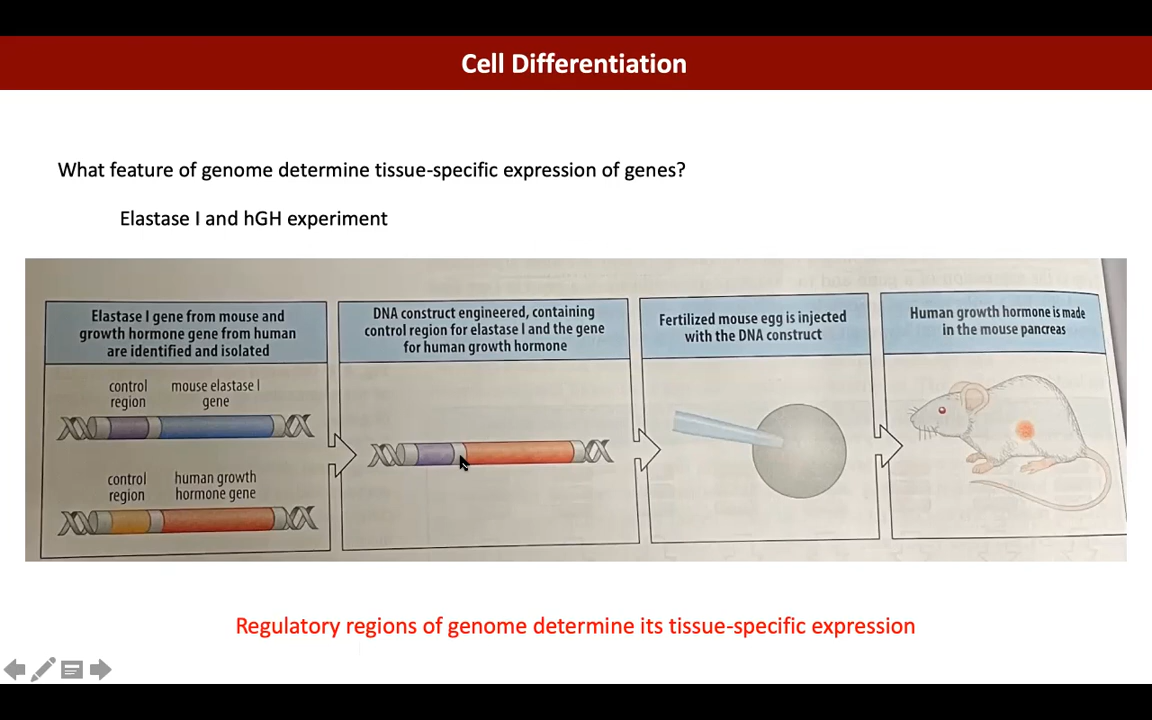 Cell Differentiation
What feature of genome determine tissue-specific expression of genes?
Elastase I and hGH experiment
Elastase I gene from mouse and
growth hormone gene from human
are identified and isolated
control
region
mouse elastase I
gene
control
region
human growth
hormone gene
DNA construct engineered, containing
control region for elastase I and the gene
for human growth hormone
Fertilized mouse egg is injected
with the DNA construct
Human growth hormone is made
in the mouse pancreas
Regulatory regions of genome determine its tissue-specific expression